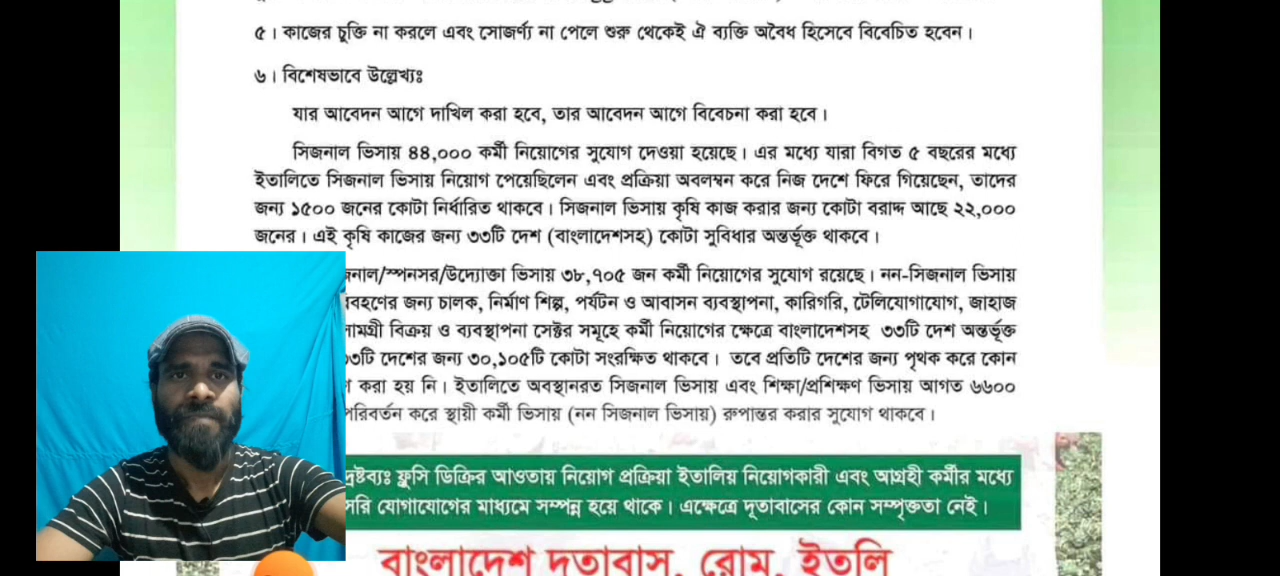 ৫। কাজের চুক্তি না করলে এবং সোজর্ণ্য না পেলে শুরু থেকেই ঐ ব্যক্তি অবৈধ হিসেবে বিবেচিত হবেন।
৬। বিশেষভাবে উল্লেখ্যঃ
যার আবেদন আগে দাখিল করা হবে, তার আবেদন আগে বিবেচনা করা হবে।
সিজনাল ভিসায় ৪৪,০০০ কর্মী নিয়োগের সুযোগ দেওয়া হয়েছে। এর মধ্যে যারা বিগত ৫ বছরের মধ্যে
ইতালিতে সিজনাল ভিসায় নিয়োগ পেয়েছিলেন এবং প্রক্রিয়া অবলম্বন করে নিজ দেশে ফিরে গিয়েছেন, তাদের
জন্য ১৫০০ জনের কোটা নির্ধারিত থাকবে। সিজনাল ভিসায় কৃষি কাজ করার জন্য কোটা বরাদ্দ আছে ২২,০০০
জনের। এই কৃষি কাজের জন্য ৩৩টি দেশ (বাংলাদেশসহ) কোটা সুবিধার অন্তর্ভূক্ত থাকবে।
জনাল/স্পনসর/উদ্যোক্তা ভিসায় ৩৮,৭০৫ জন কর্মী নিয়োগের সুযোগ রয়েছে। নন-সিজনাল ভিসায়
বহণের জন্য চালক, নির্মাণ শিল্প, পর্যটন ও আবাসন ব্যবস্থাপনা, কারিগরি, টেলিযোগাযোগ, জাহাজ
ামগ্রী বিক্রয় ও ব্যবস্থাপনা সেক্টর সমূহে কর্মী নিয়োগের ক্ষেত্রে বাংলাদেশসহ ৩৩টি দেশ অন্তর্ভূক্ত
৩টি দেশের জন্য ৩০,১০৫টি কোটা সংরক্ষিত থাকবে। তবে প্রতিটি দেশের জন্য পৃথক করে কোন
করা হয় নি। ইতালিতে অবস্থানরত সিজনাল ভিসায় এবং শিক্ষা/প্রশিক্ষণ ভিসায় আগত ৬৬০০
পরিবর্তন করে স্থায়ী কর্মী ভিসায় (নন সিজনাল ভিসায়) রুপান্তর করার সুযোগ থাকবে।
দ্রষ্টব্যঃ ফ্লুসি ডিক্রির আওতায় নিয়োগ প্রক্রিয়া ইতালিয় নিয়োগকারী এবং আগ্রহী কর্মীর মধ্যে
সরি যোগাযোগের মাধ্যমে সম্পন্ন হয়ে থাকে। এক্ষেত্রে দূতাবাসের কোন সম্পৃক্ততা নেই।
বাংলাদেশ দূতাবাস, রোম, ইতলি